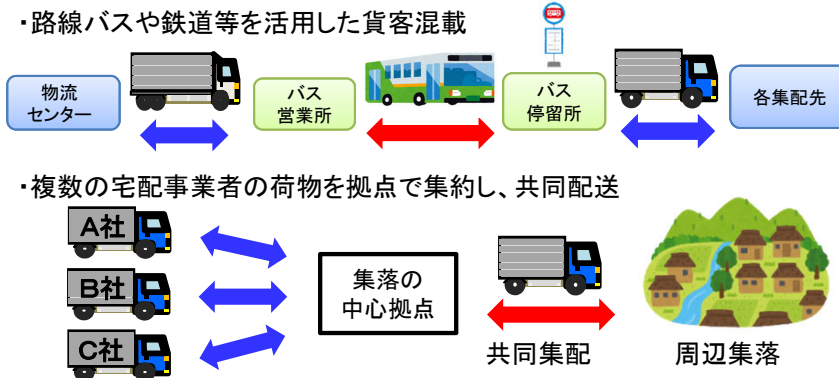 ・路線バスや鉄道等を活用した貨客混載
物流
センター
バス
営業所
バス
停留所
各集配先
・複数の宅配事業者の荷物を拠点で集約し、共同配送
A社
B社
C社
集落の
中心拠点
共同集配
周辺集落